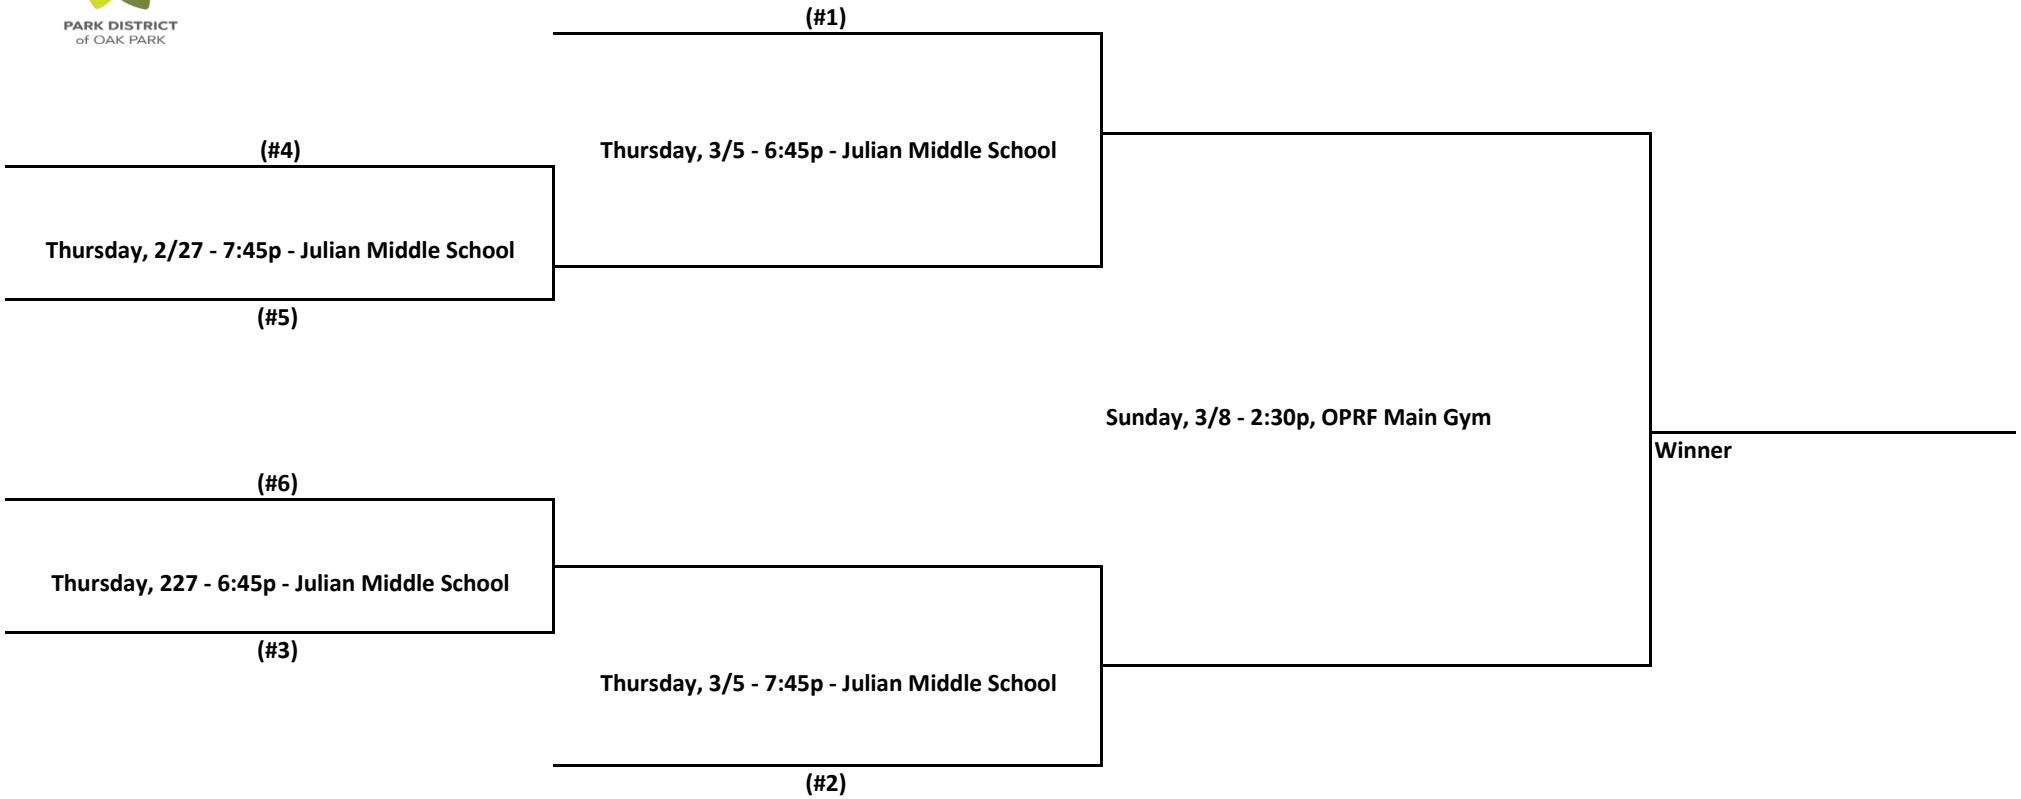 PARK DISTRICT
of OAK PARK
(#1)
(#4)
Thursday, 3/5 - 6:45p - Julian Middle School
Thursday, 2/27 - 7:45p - Julian Middle School
(#5)
Sunday, 3/8 - 2:30p, OPRF Main Gym
Winner
(#6)
Thursday, 227 - 6:45p - Julian Middle School
(#3)
Thursday, 3/5 - 7:45p - Julian Middle School
(#2)